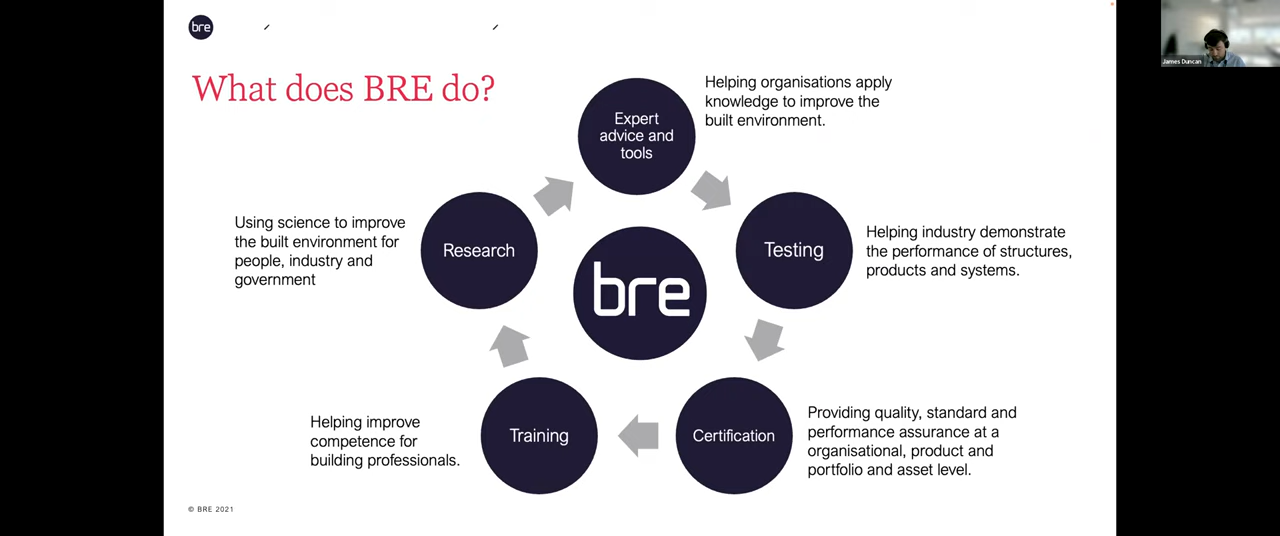 bre
James Duncan
What does BRE do?
Expert
advice and
tools
Helping organisations apply
knowledge to improve the
built environment.
Testing
Helping industry demonstrate
the performance of structures,
products and systems.
Certification
Providing quality, standard and
performance assurance at a
organisational, product and
portfolio and asset level.
Training
Helping improve
competence for
building professionals.
Research
Using science to improve
the built environment for
people, industry and
government
bre
© BRE 2021